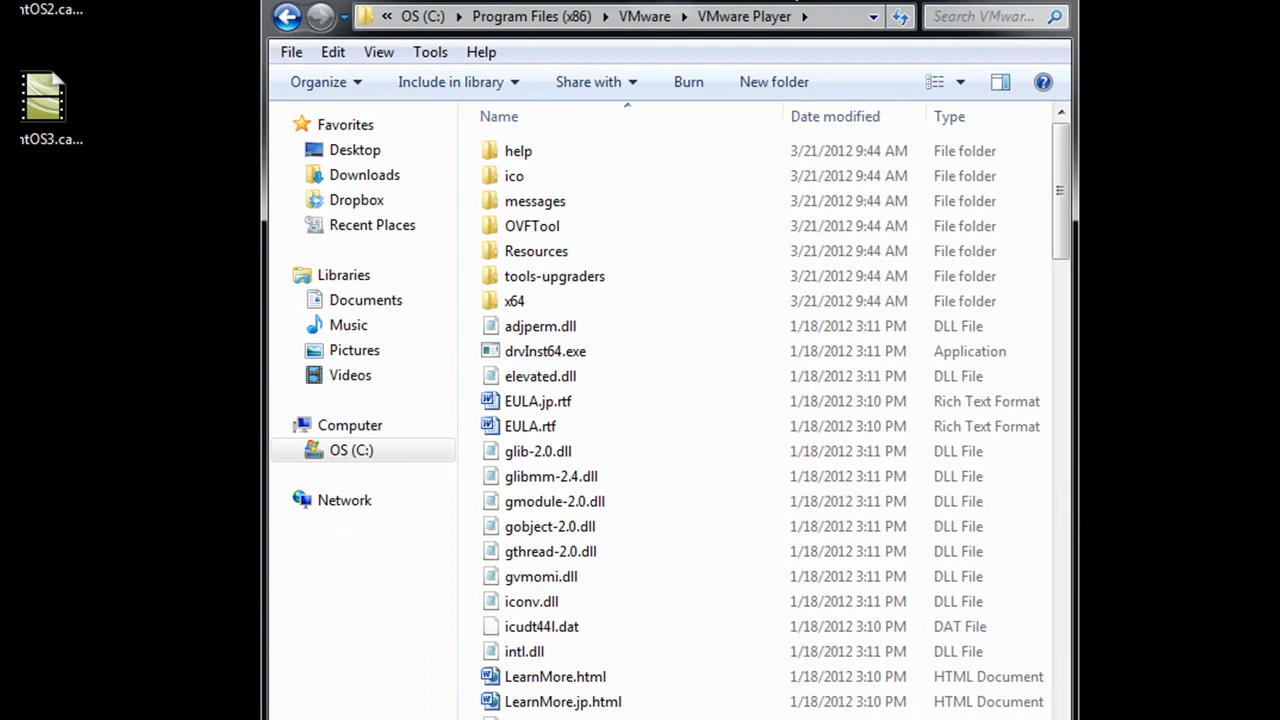 ntOS2.ca...
OS (C:) Program Files (x86) VMware VMware Player Search VMwar...
File Edit View Tools Help
Organize Include in library Share with Burn New folder
ntOS3.ca...
Favorites
Desktop
Downloads
Dropbox
Recent Places
Libraries
Documents
Music
Pictures
Videos
Computer
OS (C:)
Network
Name Date modified Type
help 3/21/2012 9:44 AM File folder
ico 3/21/2012 9:44 AM File folder
messages 3/21/2012 9:44 AM File folder
OVFTool 3/21/2012 9:44 AM File folder
Resources 3/21/2012 9:44 AM File folder
tools-upgraders 3/21/2012 9:44 AM File folder
x64 3/21/2012 9:44 AM File folder
adjperm.dll 1/18/2012 3:11 PM DLL File
drvInst64.exe 1/18/2012 3:11 PM Application
elevated.dll 1/18/2012 3:11 PM DLL File
EULA.jp.rtf 1/18/2012 3:10 PM Rich Text Format
EULA.rtf 1/18/2012 3:10 PM Rich Text Format
glib-2.0.dll 1/18/2012 3:11 PM DLL File
glibmm-2.4.dll 1/18/2012 3:11 PM DLL File
gmodule-2.0.dll 1/18/2012 3:11 PM DLL File
gobject-2.0.dll 1/18/2012 3:11 PM DLL File
gthread-2.0.dll 1/18/2012 3:11 PM DLL File
gvmomi.dll 1/18/2012 3:11 PM DLL File
iconv.dll 1/18/2012 3:11 PM DLL File
icudt44l.dat 1/18/2012 3:10 PM DAT File
intl.dll 1/18/2012 3:11 PM DLL File
LearnMore.html 1/18/2012 3:10 PM HTML Document
LearnMore.jp.html 1/18/2012 3:10 PM HTML Document